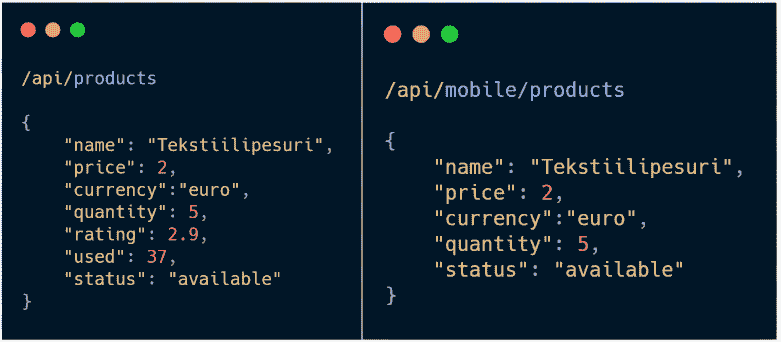 /api/products
{
"name": "Tekstiilipesuri",
"price": 2,
"currency":"euro",
"quantity": 5,
"rating": 2.9,
"used": 37,
"status": "available"
}
/api/mobile/products
{
"name": "Tekstiilipesuri",
"price": 2,
"currency":"euro",
"quantity": 5,
"status": "available"
}